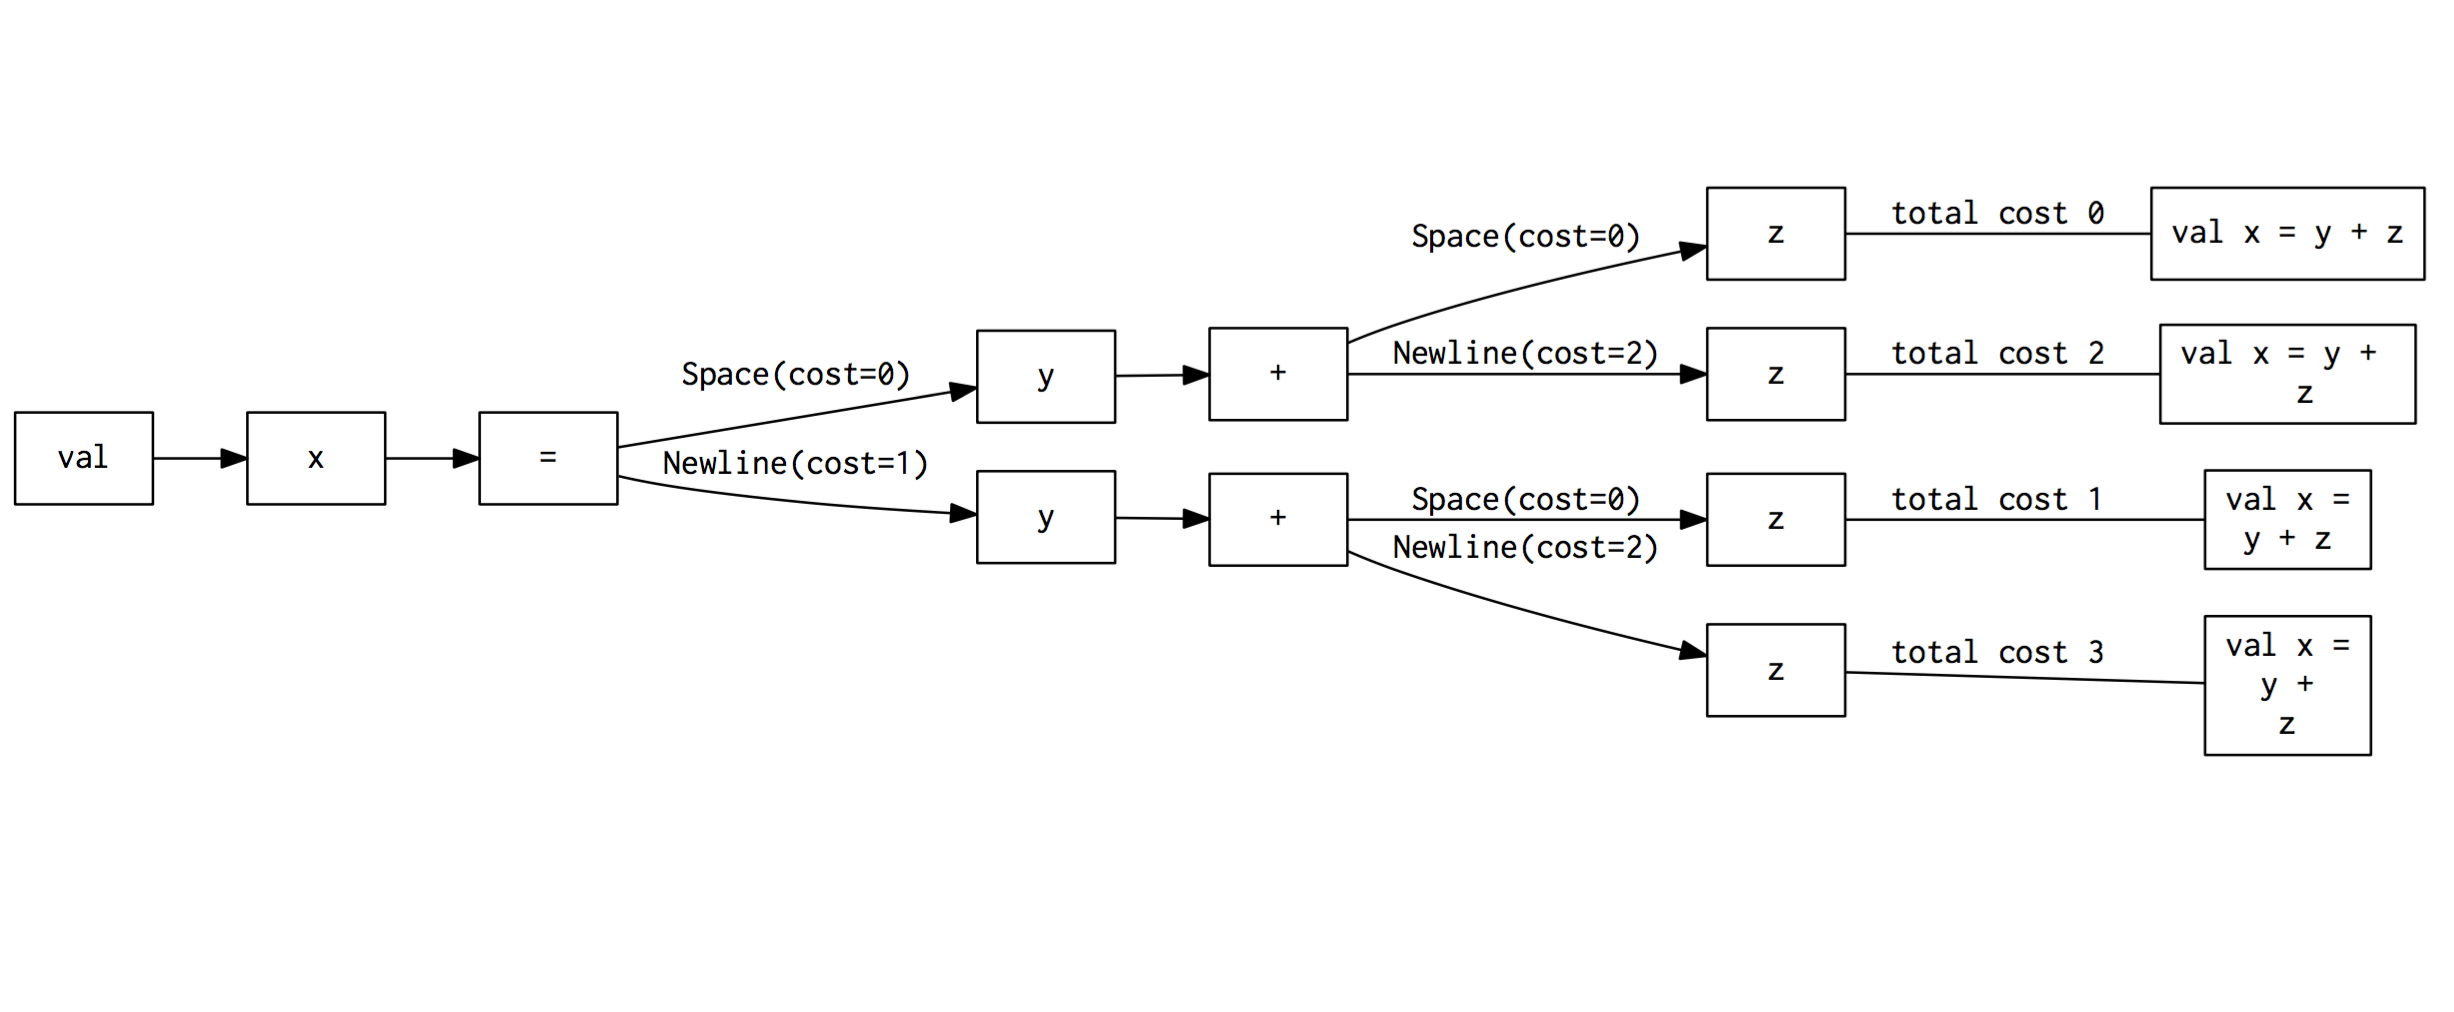 val
x
=
Space(cost=0)
Newline(cost=1)
y
+
Space(cost=0)
Newline(cost=2)
z
total cost 0
val x = y + z
z
total cost 2
val x = y +
z
y
+
Space(cost=0)
Newline(cost=2)
z
total cost 1
val x =
y + z
z
total cost 3
val x =
y +
z